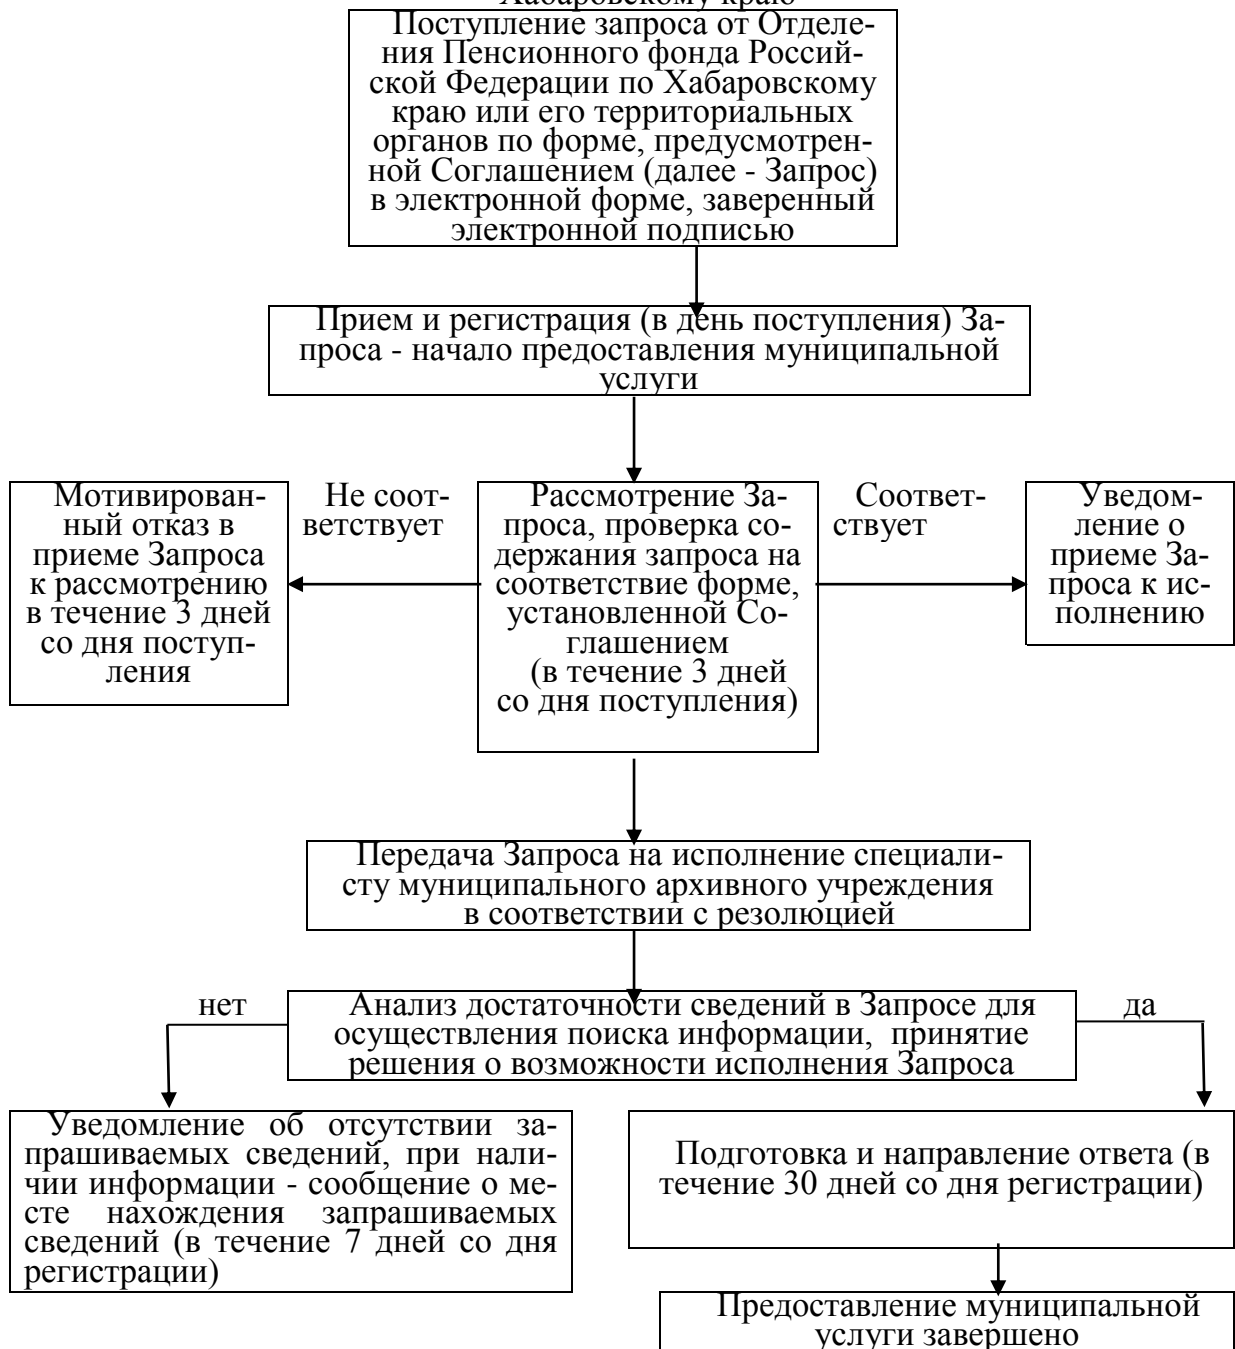 Хабаровскому краю
Поступление запроса от Отделе-
ния Пенсионного фонда Россий-
ской Федерации по Хабаровскому
краю или его территориальных
органов по форме, предусмотрен-
ной Соглашением (далее - Запрос)
в электронной форме, заверенный
электронной подписью
Прием и регистрация (в день поступления) За-
проса - начало предоставления муниципальной
услуги
Мотивирован-
ный отказ в
приеме Запроса
к рассмотрению
в течение 3 дней
со дня поступ-
ления
Не соот-
ветствует
Рассмотрение За-
проса, проверка со-
держания запроса на
соответствие форме,
установленной Со-
глашением
(в течение 3 дней
со дня поступления)
Соответ-
ствует
Уведом-
ление о
приеме За-
проса к ис-
полнению
Передача Запроса на исполнение специали-
сту муниципального архивного учреждения
в соответствии с резолюцией
нет
Анализ достаточности сведений в Запросе для
осуществления поиска информации, принятие
решения о возможности исполнения Запроса
да
Уведомление об отсутствии за-
прашиваемых сведений, при нали-
чии информации - сообщение о ме-
сте нахождения запрашиваемых
сведений (в течение 7 дней со дня
регистрации)
Подготовка и направление ответа (в
течение 30 дней со дня регистрации)
Предоставление муниципальной
услуги завершено